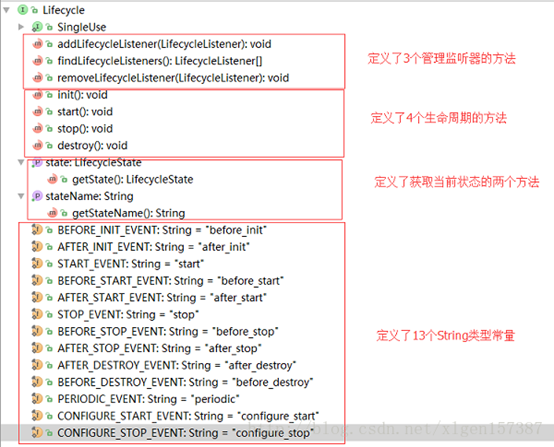 Lifecycle
SingleUse
addLifecycleListener(LifecycleListener): void
findLifecycleListeners(): LifecycleListener[]
removeLifecycleListener(LifecycleListener): void
定义了3个管理监听器的方法
init(): void
start(): void
stop(): void
destroy(): void
定义了4个生命周期的方法
state: LifecycleState
getState(): LifecycleState
stateName: String
getStateName(): String
定义了获取当前状态的两个方法
BEFORE_INIT_EVENT: String = "before_init"
AFTER_INIT_EVENT: String = "after_init"
START_EVENT: String = "start"
BEFORE_START_EVENT: String = "before_start"
AFTER_START_EVENT: String = "after_start"
STOP_EVENT: String = "stop"
BEFORE_STOP_EVENT: String = "before_stop"
AFTER_STOP_EVENT: String = "after_stop"
AFTER_DESTROY_EVENT: String = "after_destroy"
BEFORE_DESTROY_EVENT: String = "before_destroy"
PERIODIC_EVENT: String = "periodic"
CONFIGURE_START_EVENT: String = "configure_start"
CONFIGURE_STOP_EVENT: String = "configure_stop"
定义了13个String类型常量
blog.csdn.net/xlgen157387